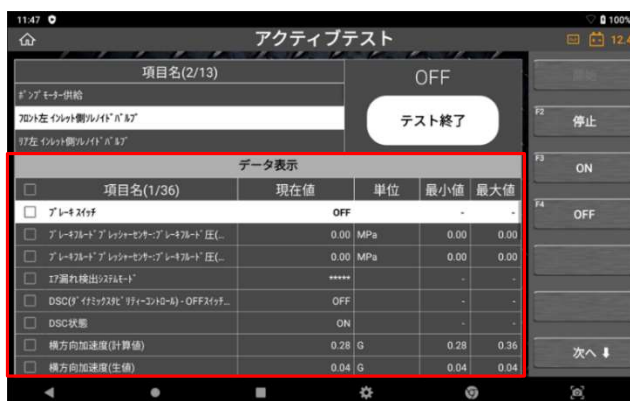 11:47 100%
アクティブテスト 12.4
項目名(2/13) OFF
ﾎﾟﾝﾌﾟﾓｰﾀｰ供給
ﾌﾛﾝﾄ左 ｲﾝﾚｯﾄ側ｿﾚﾉｲﾄﾞﾊﾞﾙﾌﾞ
ﾘｱ左 ｲﾝﾚｯﾄ側ｿﾚﾉｲﾄﾞﾊﾞﾙﾌﾞ
テスト終了
データ表示
項目名(1/36) 現在値 単位 最小値 最大値
ﾌﾞﾚｰｷ ｽｲｯﾁ OFF - -
ﾌﾞﾚｰｷﾌﾙｰﾄﾞﾌﾟﾚｯｼｬｰｾﾝｻｰ:ﾌﾞﾚｰｷﾌﾙｰﾄﾞ圧(... 0.00 MPa 0.00 0.00
ﾌﾞﾚｰｷﾌﾙｰﾄﾞﾌﾟﾚｯｼｬｰｾﾝｻｰ:ﾌﾞﾚｰｷﾌﾙｰﾄﾞ圧(... 0.00 MPa 0.00 0.00
ｴｱ漏れ検出ｼｽﾃﾑﾓｰﾄﾞ ***** - -
DSC(ﾀﾞｲﾅﾐｯｸｽﾀﾋﾞﾘﾃｨｰｺﾝﾄﾛｰﾙ) - OFFｽｲｯﾁ... OFF - -
DSC状態 ON - -
横方向加速度(計算値) 0.28 G 0.28 0.36
横方向加速度(生値) 0.04 G 0.04 0.04
F2 停止
F3 ON
F4 OFF
次へ ⬇